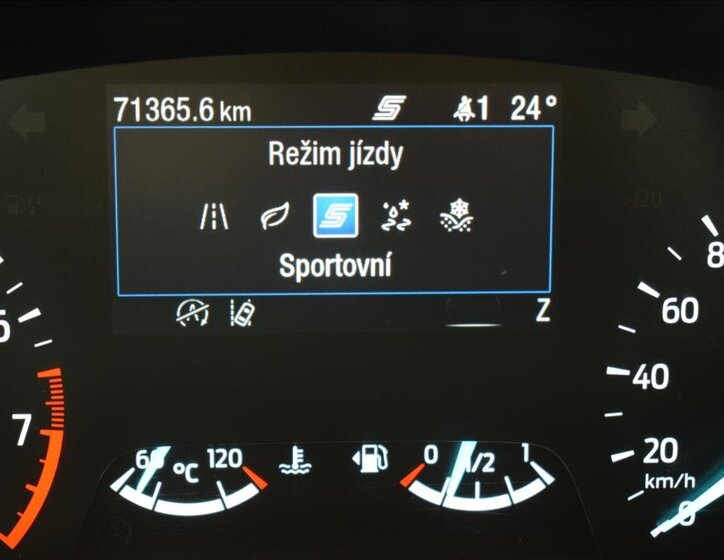 71365.6 km 1 24°
Režim jízdy
Sportovní
Z
8
60
6
40
7
20
60 °C 120
0 1/2 1
km/h
0